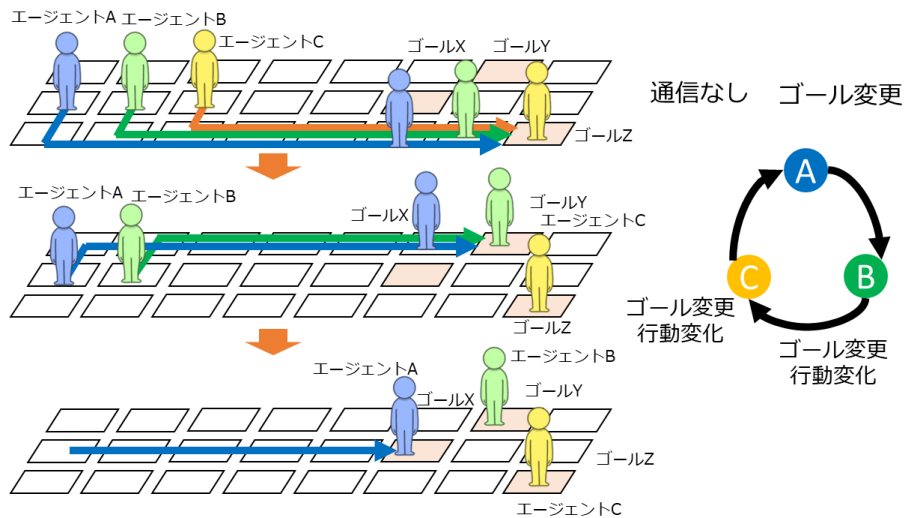 エージェントA
エージェントB
エージェントC
ゴールX
ゴールY
ゴールZ
エージェントA
エージェントB
ゴールX
ゴールY
エージェントC
ゴールZ
エージェントA
エージェントB
ゴールX
ゴールY
ゴールZ
エージェントC
通信なし
ゴール変更
A
B
C
ゴール変更
行動変化
ゴール変更
行動変化